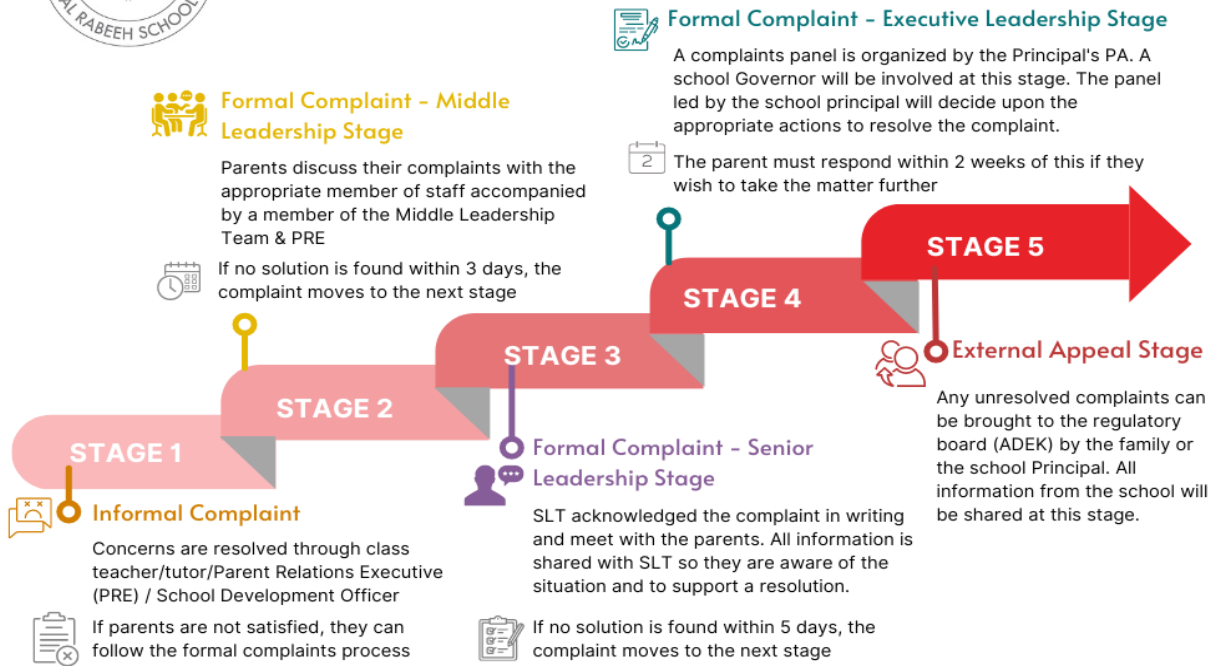 AL RABEEH SCHOOL
Formal Complaint - Executive Leadership Stage
A complaints panel is organized by the Principal's PA. A
school Governor will be involved at this stage. The panel
led by the school principal will decide upon the
appropriate actions to resolve the complaint.
2
The parent must respond within 2 weeks of this if they
wish to take the matter further
Formal Complaint - Middle
Leadership Stage
Parents discuss their complaints with the
appropriate member of staff accompanied
by a member of the Middle Leadership
Team & PRE
If no solution is found within 3 days, the
complaint moves to the next stage
STAGE 5
STAGE 4
STAGE 3
STAGE 2
STAGE 1
External Appeal Stage
Any unresolved complaints can
be brought to the regulatory
board (ADEK) by the family or
the school Principal. All
information from the school will
be shared at this stage.
Formal Complaint - Senior
Leadership Stage
SLT acknowledged the complaint in writing
and meet with the parents. All information is
shared with SLT so they are aware of the
situation and to support a resolution.
If no solution is found within 5 days, the
complaint moves to the next stage
Informal Complaint
Concerns are resolved through class
teacher/tutor/Parent Relations Executive
(PRE) / School Development Officer
If parents are not satisfied, they can
follow the formal complaints process